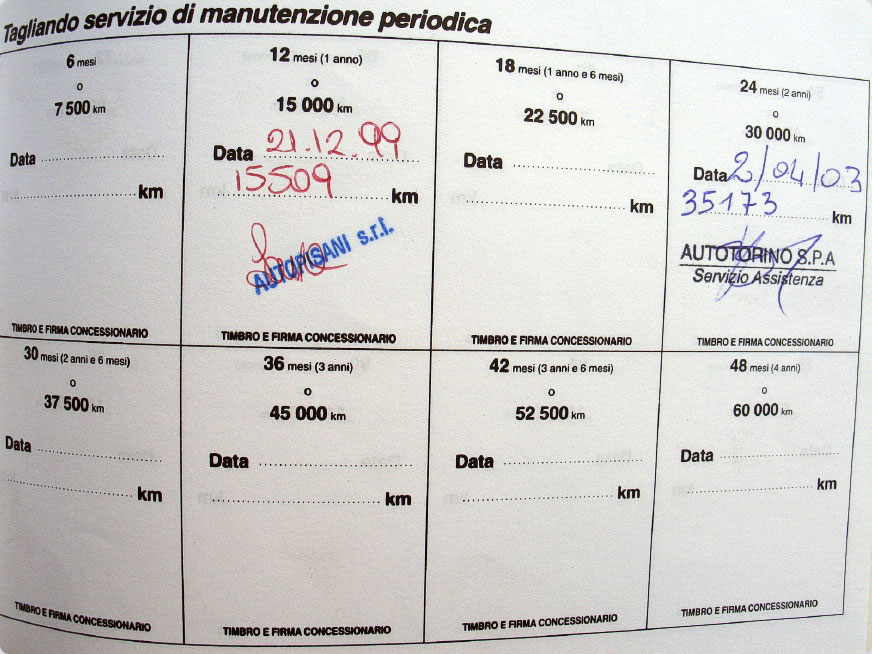 Tagliando servizio di manutenzione periodica
6 mesi
o
7 500 km
Data
km
TIMBRO E FIRMA CONCESSIONARIO
12 mesi (1 anno)
o
15 000 km
Data 21.12.99
15509 km
AUTOPISANI s.r.l.
TIMBRO E FIRMA CONCESSIONARIO
18 mesi (1 anno e 6 mesi)
o
22 500 km
Data
km
TIMBRO E FIRMA CONCESSIONARIO
24 mesi (2 anni)
o
30 000 km
Data 2/04/03
35173 km
AUTOTORINO S.P.A
Servizio Assistenza
TIMBRO E FIRMA CONCESSIONARIO
30 mesi (2 anni e 6 mesi)
o
37 500 km
Data
km
TIMBRO E FIRMA CONCESSIONARIO
36 mesi (3 anni)
o
45 000 km
Data
km
TIMBRO E FIRMA CONCESSIONARIO
42 mesi (3 anni e 6 mesi)
o
52 500 km
Data
km
TIMBRO E FIRMA CONCESSIONARIO
48 mesi (4 anni)
o
60 000 km
Data
km
TIMBRO E FIRMA CONCESSIONARIO